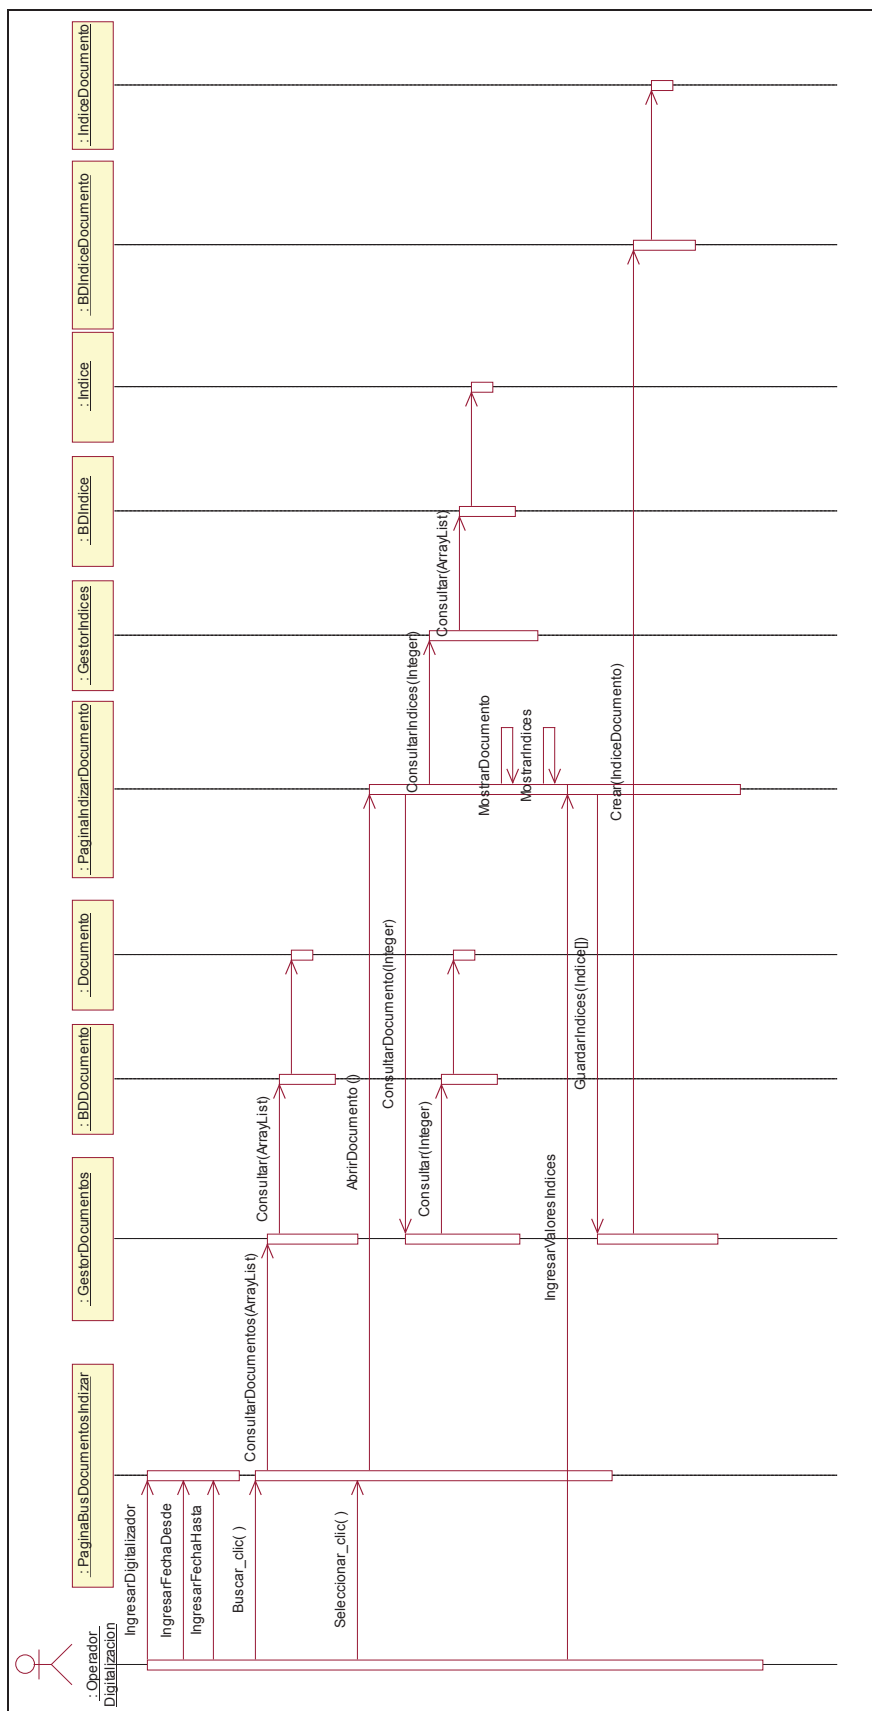 : Operador
Digitalizacion
: PaginaBusDocumentosIndizar
: GestorDocumentos
: BDDocumento
: Documento
: PaginaIndizarDocumento
: GestorIndices
: BDIndice
: Indice
: BDIndiceDocumento
: IndiceDocumento
IngresarDigitalizador
IngresarFechaDesde
IngresarFechaHasta
Buscar_clic( )
ConsultarDocumentos(ArrayList)
Consultar(ArrayList)
Seleccionar_clic( )
AbrirDocumento ()
ConsultarDocumento(Integer)
ConsultarIndices(Integer)
Consultar(Integer)
Consultar(ArrayList)
MostrarDocumento
MostrarIndices
IngresarValoresIndices
GuardarIndices(Indice[])
Crear(IndiceDocumento)